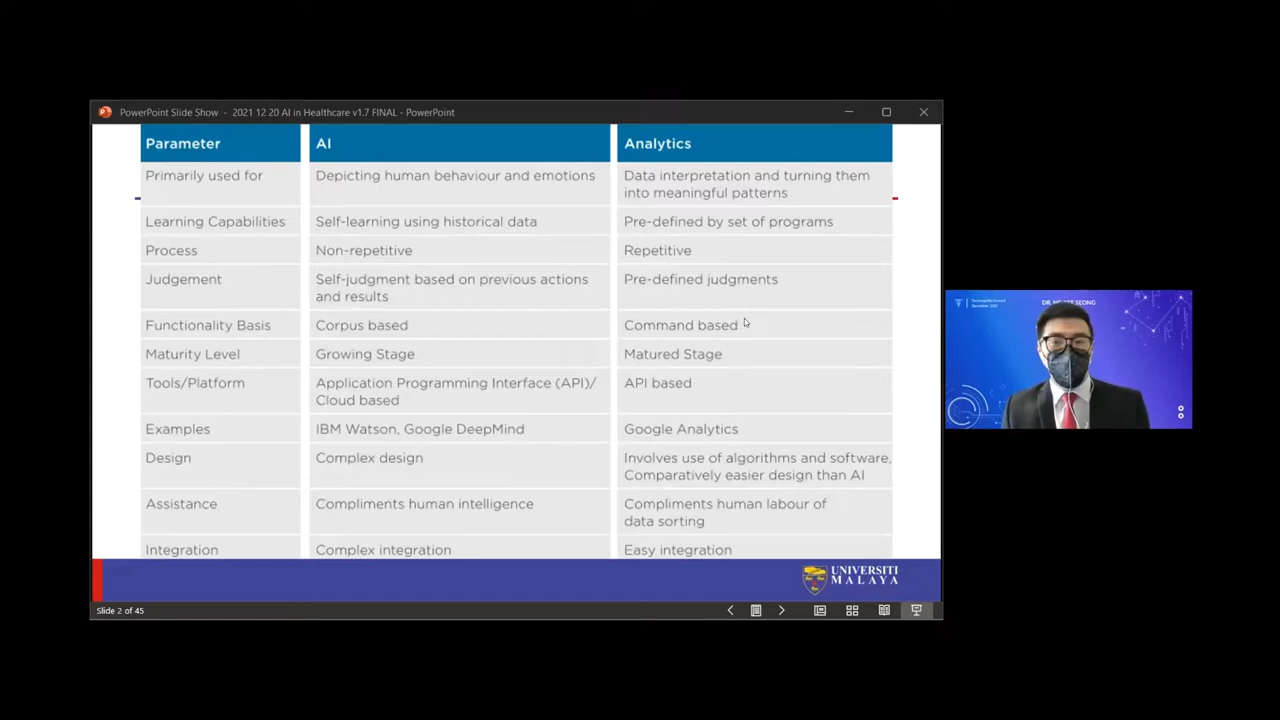 PowerPoint Slide Show - 2021 12 20 AI in Healthcare v1.7 FINAL - PowerPoint
Parameter AI Analytics
Primarily used for Depicting human behaviour and emotions Data interpretation and turning them
into meaningful patterns
Learning Capabilities Self-learning using historical data Pre-defined by set of programs
Process Non-repetitive Repetitive
Judgement Self-judgment based on previous actions Pre-defined judgments
and results
Functionality Basis Corpus based Command based
Maturity Level Growing Stage Matured Stage
Tools/Platform Application Programming Interface (API)/ API based
Cloud based
Examples IBM Watson, Google DeepMind Google Analytics
Design Complex design Involves use of algorithms and software,
Comparatively easier design than AI
Assistance Compliments human intelligence Compliments human labour of
data sorting
Integration Complex integration Easy integration
UNIVERSITI
MALAYA
Slide 2 of 45
December 2021
SEONG